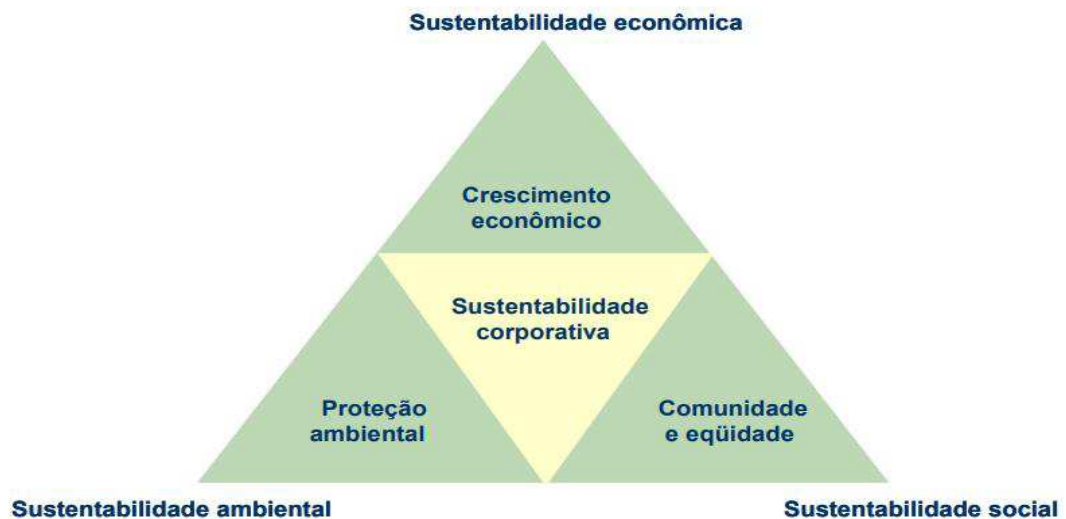 Sustentabilidade econômica
Crescimento
econômico
Sustentabilidade
corporativa
Proteção
ambiental
Comunidade
e eqüidade
Sustentabilidade ambiental
Sustentabilidade social